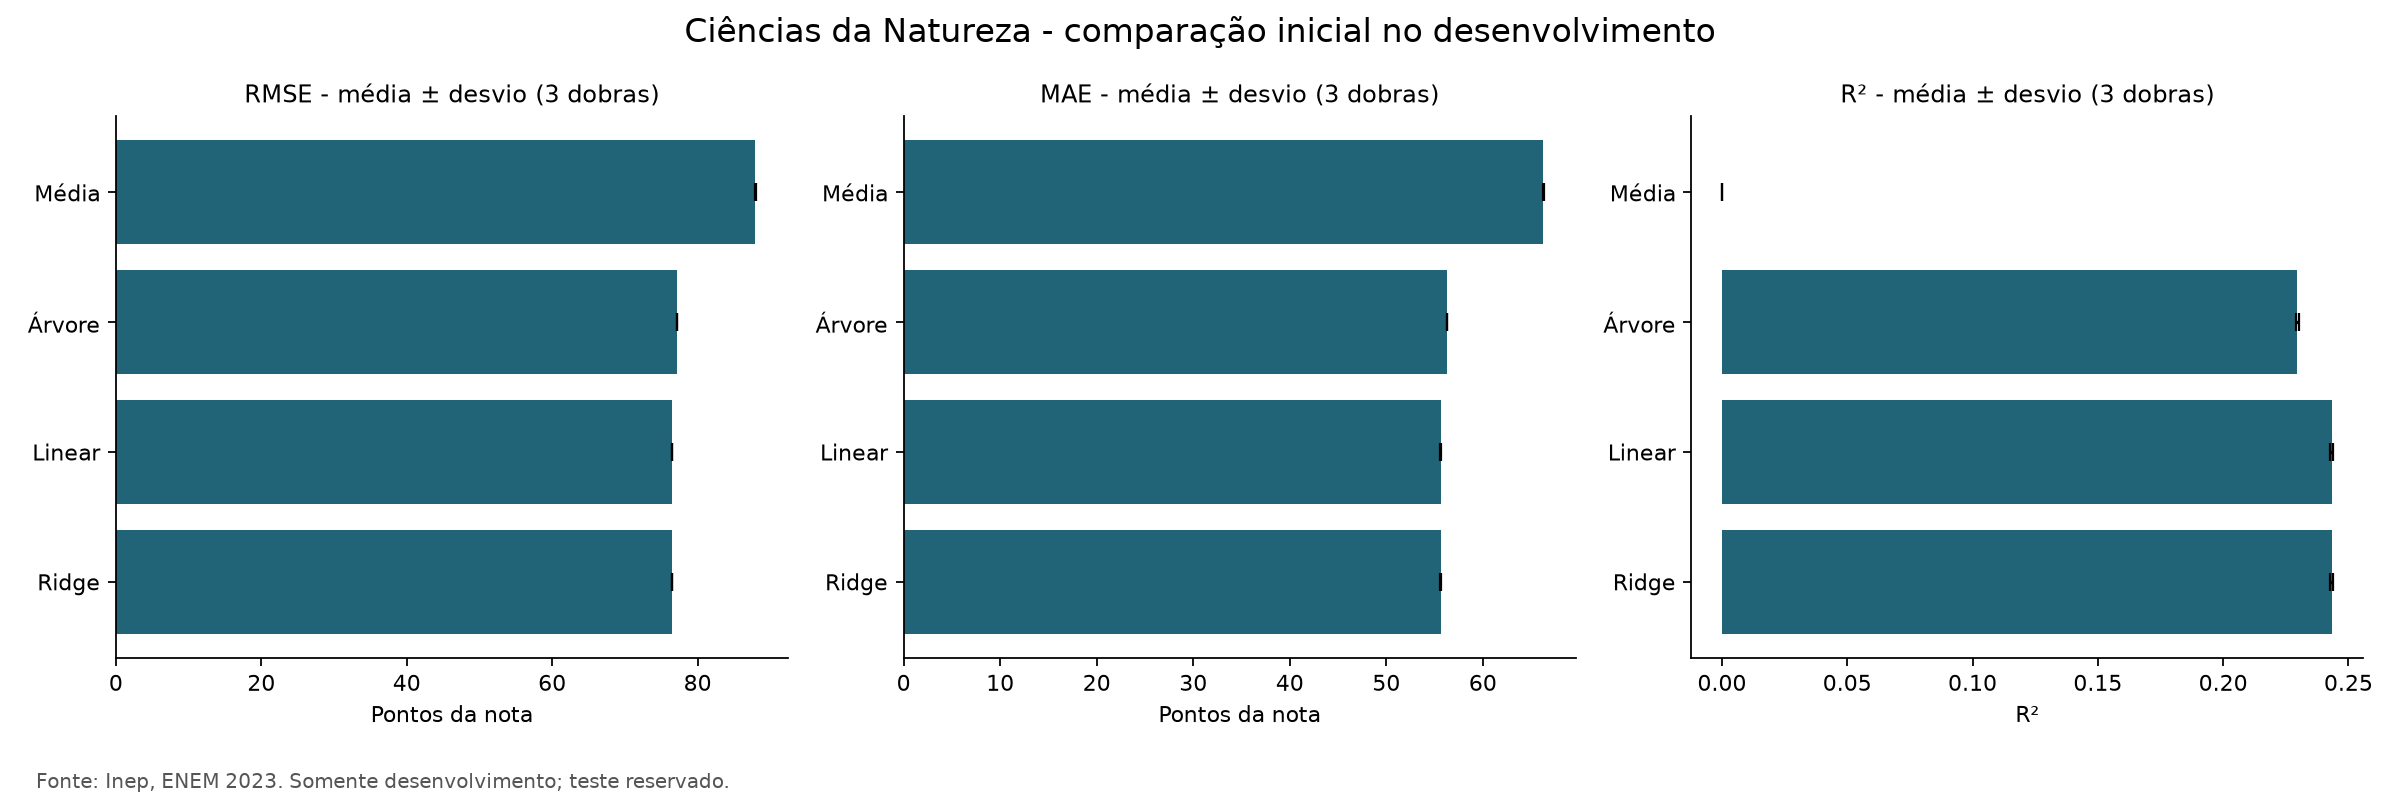 Ciências da Natureza - comparação inicial no desenvolvimento
RMSE - média ± desvio (3 dobras)
Média
Árvore
Linear
Ridge
0 20 40 60 80
Pontos da nota
MAE - média ± desvio (3 dobras)
Média
Árvore
Linear
Ridge
0 10 20 30 40 50 60
Pontos da nota
R² - média ± desvio (3 dobras)
Média
Árvore
Linear
Ridge
0.00 0.05 0.10 0.15 0.20 0.25
R²
Fonte: Inep, ENEM 2023. Somente desenvolvimento; teste reservado.